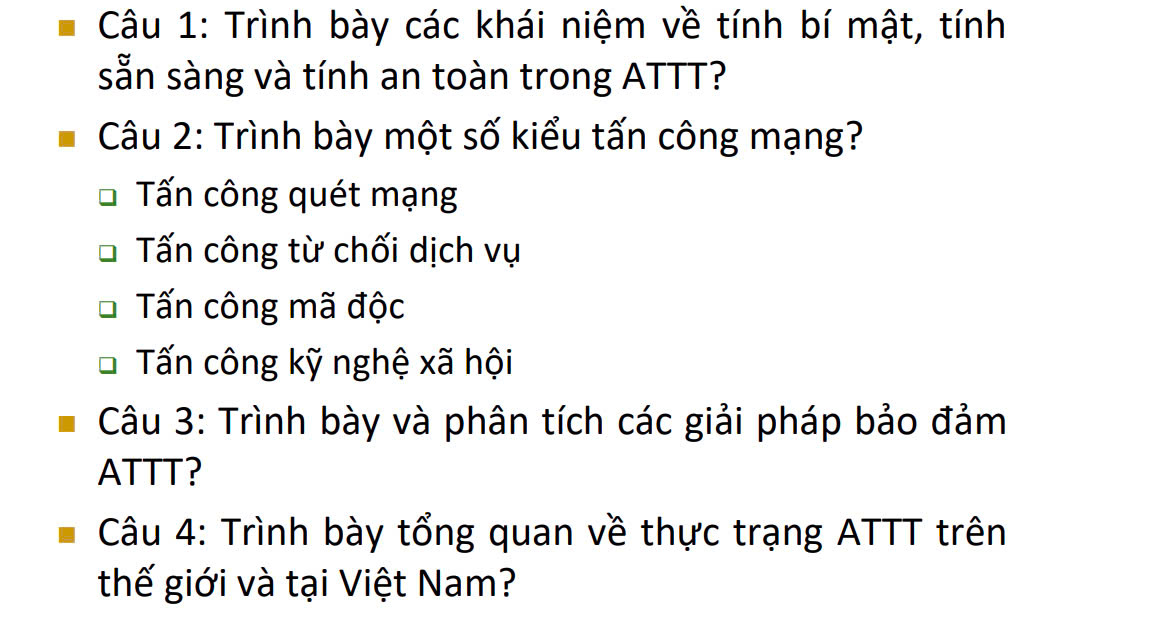 Câu 1: Trình bày các khái niệm về tính bí mật, tính
sẵn sàng và tính an toàn trong ATTT?
Câu 2: Trình bày một số kiểu tấn công mạng?
Tấn công quét mạng
Tấn công từ chối dịch vụ
Tấn công mã độc
Tấn công kỹ nghệ xã hội
Câu 3: Trình bày và phân tích các giải pháp bảo đảm
ATTT?
Câu 4: Trình bày tổng quan về thực trạng ATTT trên
thế giới và tại Việt Nam?